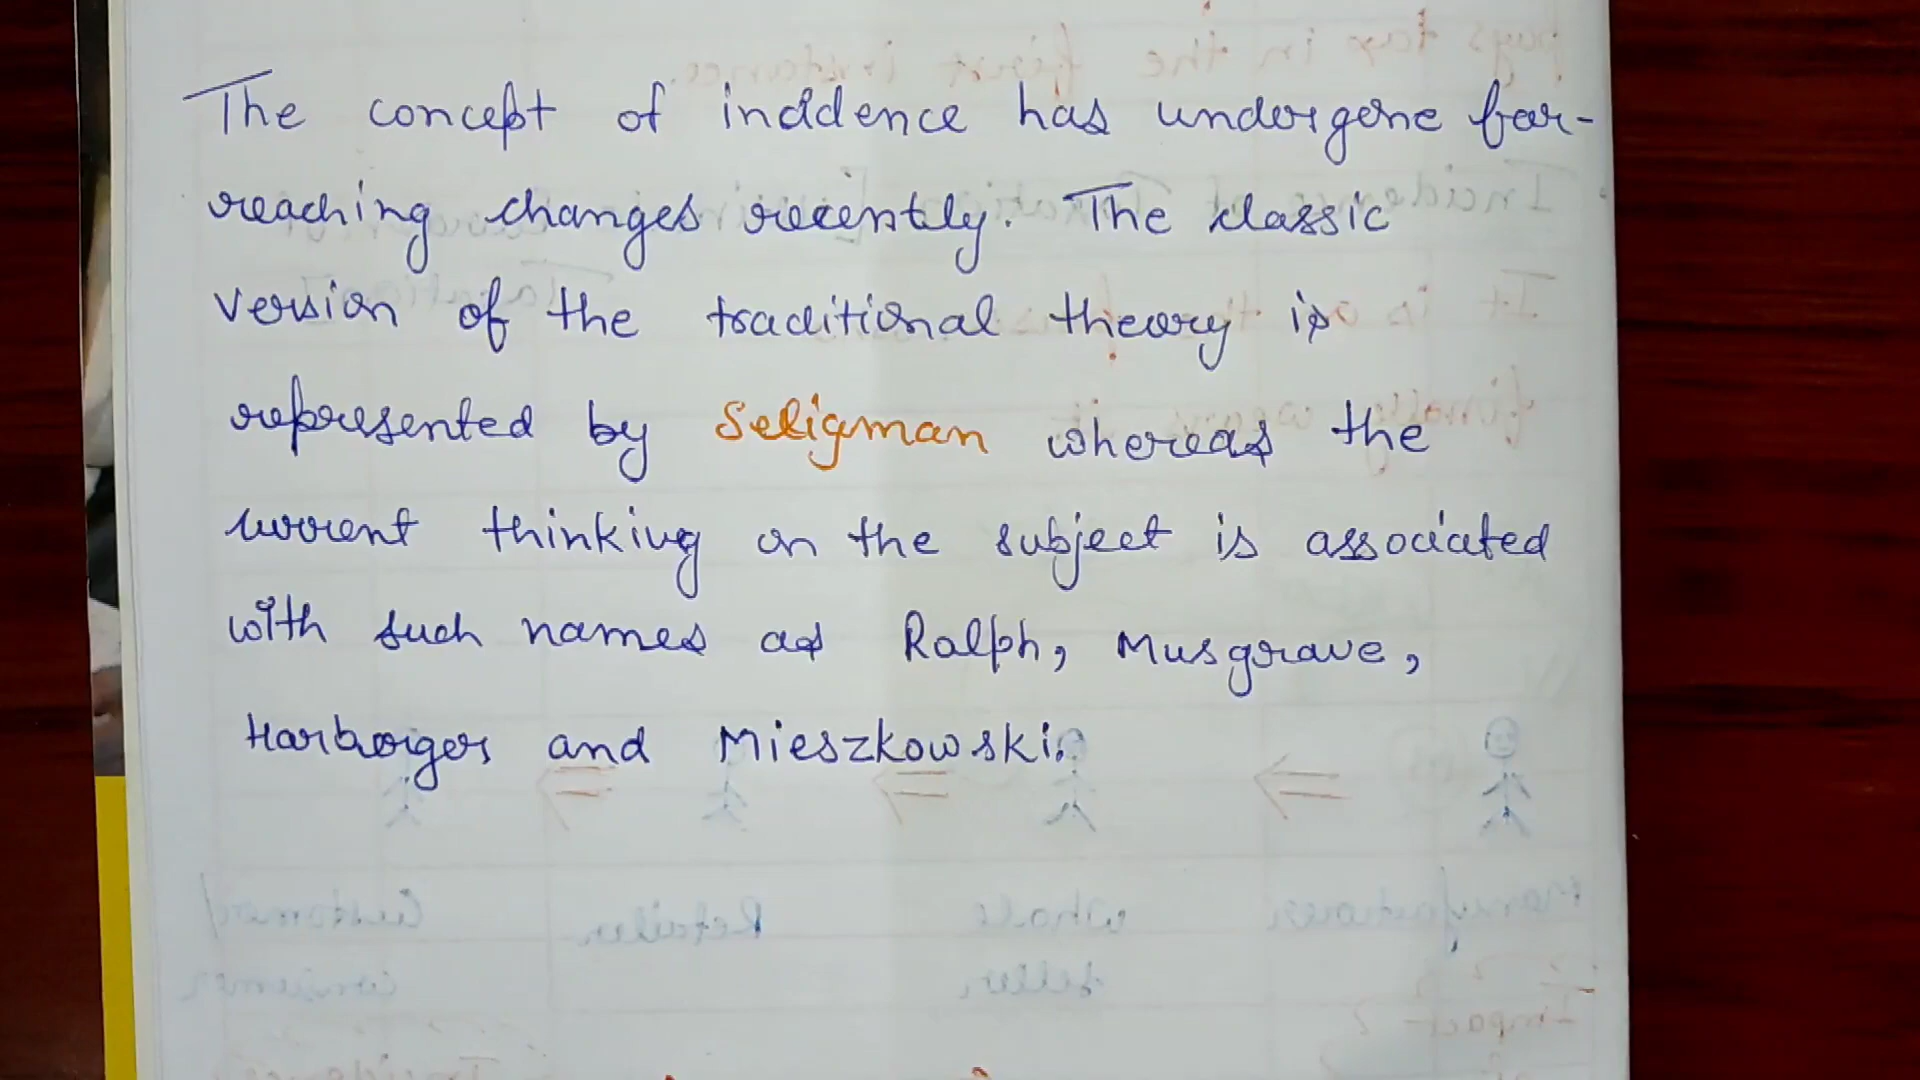 The concept of incidence has undergone far-
reaching changes recently. The classic
version of the traditional theory is
represented by Seligman whereas the
current thinking on the subject is associated
with such names as Ralph, Musgrave,
Harberger and Mieszkowski.